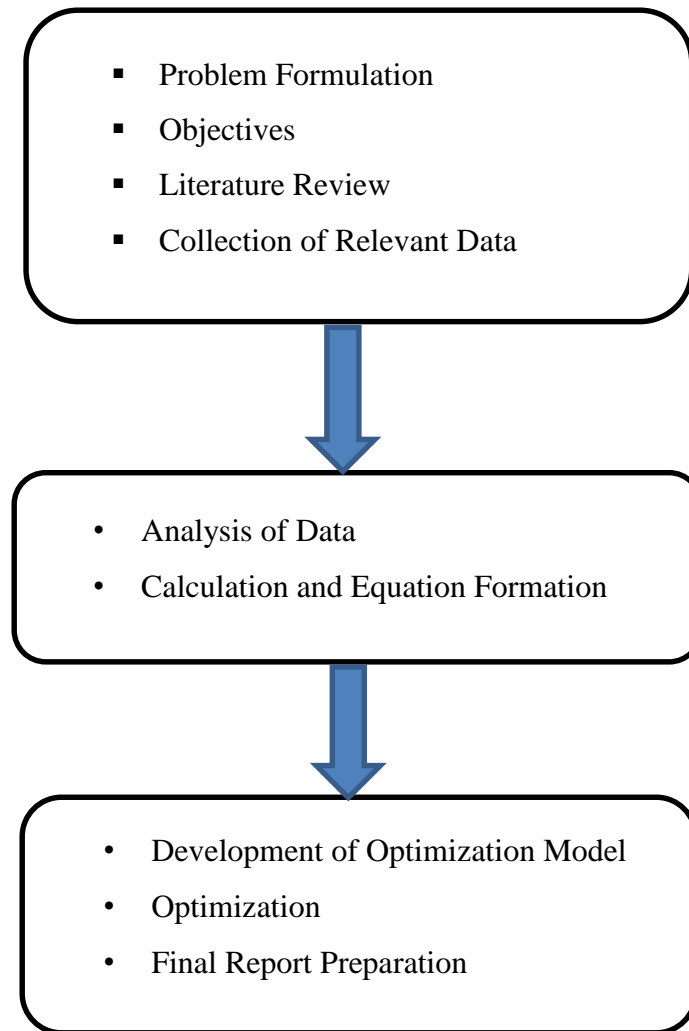 ▪ Problem Formulation
▪ Objectives
▪ Literature Review
▪ Collection of Relevant Data
• Analysis of Data
• Calculation and Equation Formation
• Development of Optimization Model
• Optimization
• Final Report Preparation